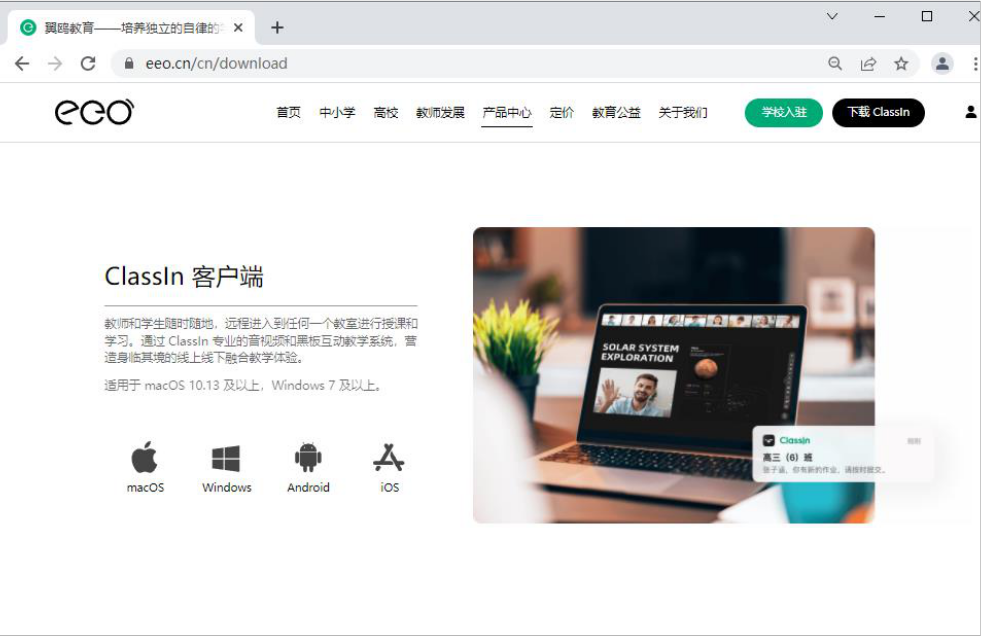 翼鸥教育——培养独立的自律的
eeo.cn/cn/download
eeo
首页 中小学 高校 教师发展 产品中心 定价 教育公益 关于我们 学校入驻 下载 ClassIn
ClassIn 客户端
教师和学生随时随地，远程进入到任何一个教室进行授课和
学习。通过 ClassIn 专业的音视频和黑板互动教学系统，营
造身临其境的线上线下融合教学体验。
适用于 macOS 10.13 及以上，Windows 7 及以上。
macOS Windows Android iOS
SOLAR SYSTEM
EXPLORATION
ClassIn
高三（6）班
张子涵，你有新的作业，请按时提交。